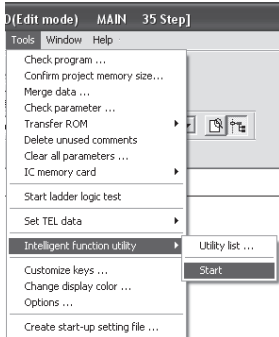 0(Edit mode) MAIN 35 Step]
Tools Window Help
Check program ...
Confirm project memory size...
Merge data ...
Check parameter ...
Transfer ROM
Delete unused comments
Clear all parameters ...
IC memory card
Start ladder logic test
Set TEL data
Intelligent function utility
Utility list ...
Customize keys ...
Start
Change display color ...
Options ...
Create start-up setting file ...